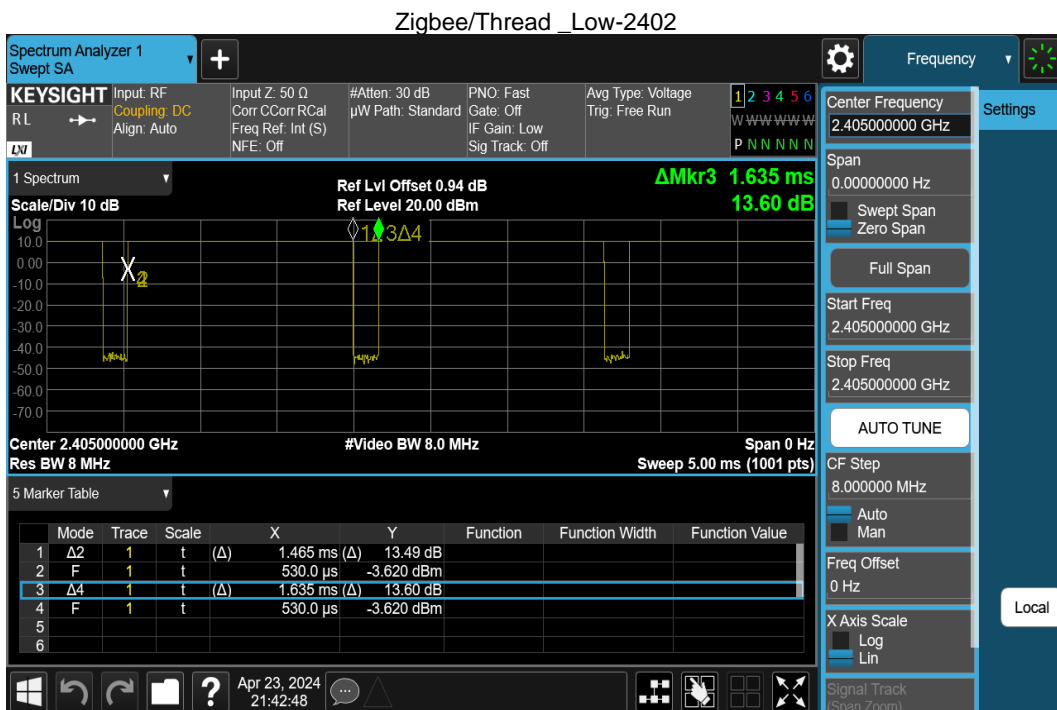 Zigbee/Thread _Low-2402
Spectrum Analyzer 1
Swept SA
Frequency
KEYSIGHT
RL
LXI
Input: RF
Coupling: DC
Align: Auto
Input Z: 50 Ω
Corr CCorr RCal
Freq Ref: Int (S)
NFE: Off
#Atten: 30 dB
µW Path: Standard
PNO: Fast
Gate: Off
IF Gain: Low
Sig Track: Off
Avg Type: Voltage
Trig: Free Run
1 2 3 4 5 6
W W W W W W
P N N N N N
Center Frequency
2.405000000 GHz
Settings
1 Spectrum
Scale/Div 10 dB
Ref Lvl Offset 0.94 dB
Ref Level 20.00 dBm
ΔMkr3 1.635 ms
13.60 dB
Span
0.00000000 Hz
Swept Span
Zero Span
Full Span
Start Freq
2.405000000 GHz
Stop Freq
2.405000000 GHz
AUTO TUNE
Log
10.0
0.00
-10.0
-20.0
-30.0
-40.0
-50.0
-60.0
-70.0
3Δ4
Center 2.405000000 GHz
#Video BW 8.0 MHz
Span 0 Hz
Res BW 8 MHz
Sweep 5.00 ms (1001 pts)
CF Step
8.000000 MHz
Auto
Man
Freq Offset
0 Hz
X Axis Scale
Log
Lin
Signal Track
(Span Zoom)
Local
5 Marker Table
Mode Trace Scale X Y Function Function Width Function Value
1 Δ2 1 t (Δ) 1.465 ms (Δ) 13.49 dB
2 F 1 t 530.0 µs -3.620 dBm
3 Δ4 1 t (Δ) 1.635 ms (Δ) 13.60 dB
4 F 1 t 530.0 µs -3.620 dBm
5
6
Apr 23, 2024
21:42:48